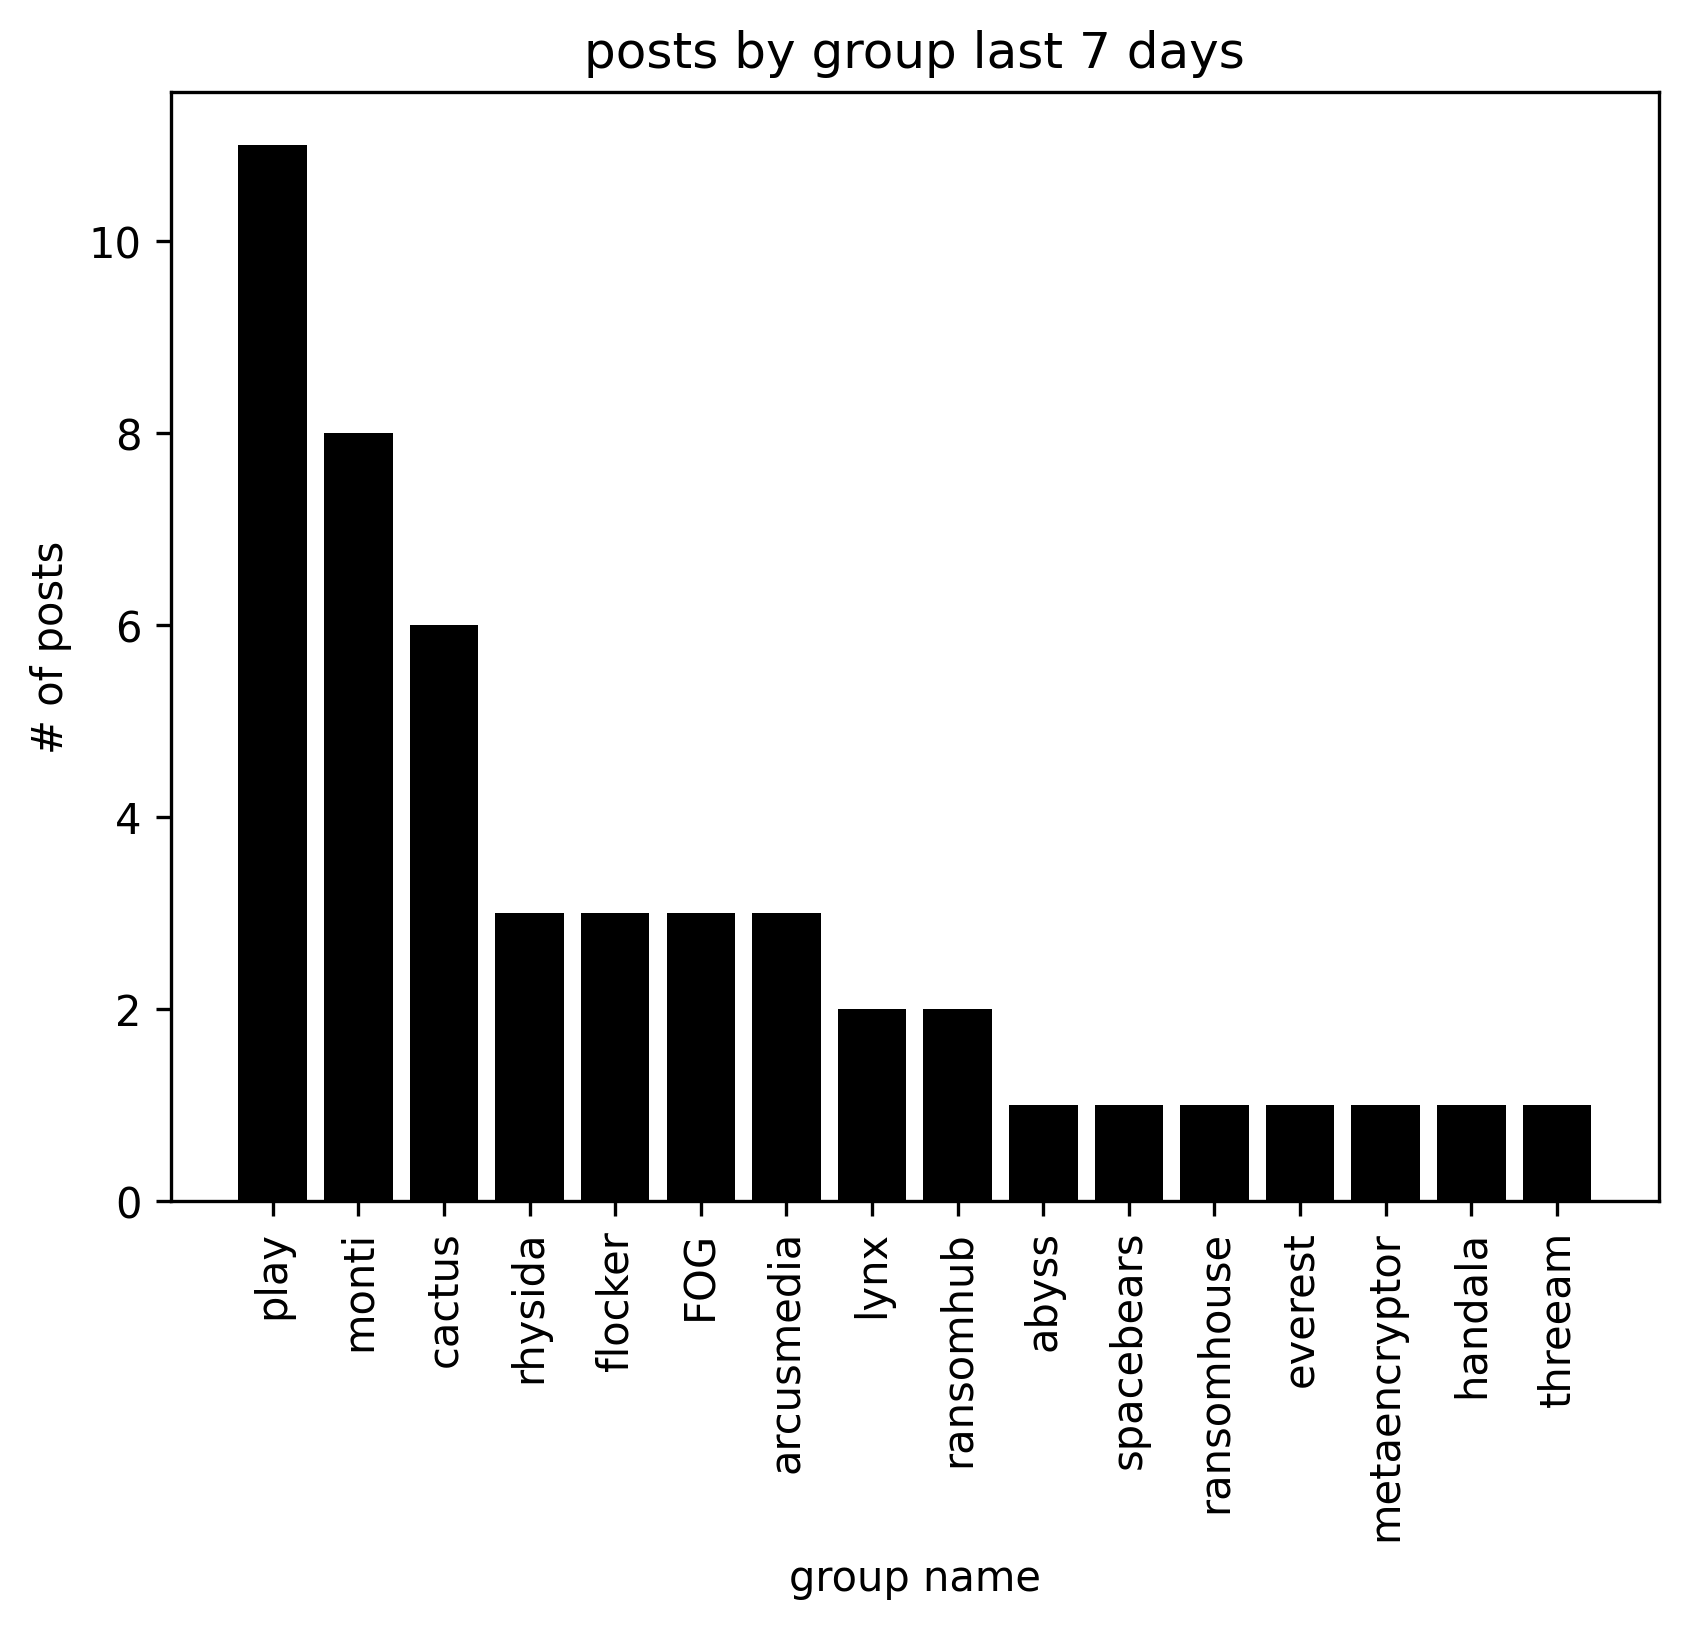 posts by group last 7 days
# of posts
10
8
6
4
2
0
play
monti
cactus
rhysida
flocker
FOG
arcusmedia
lynx
ransomhub
abyss
spacebears
ransomhouse
everest
metaencryptor
handala
threeam
group name